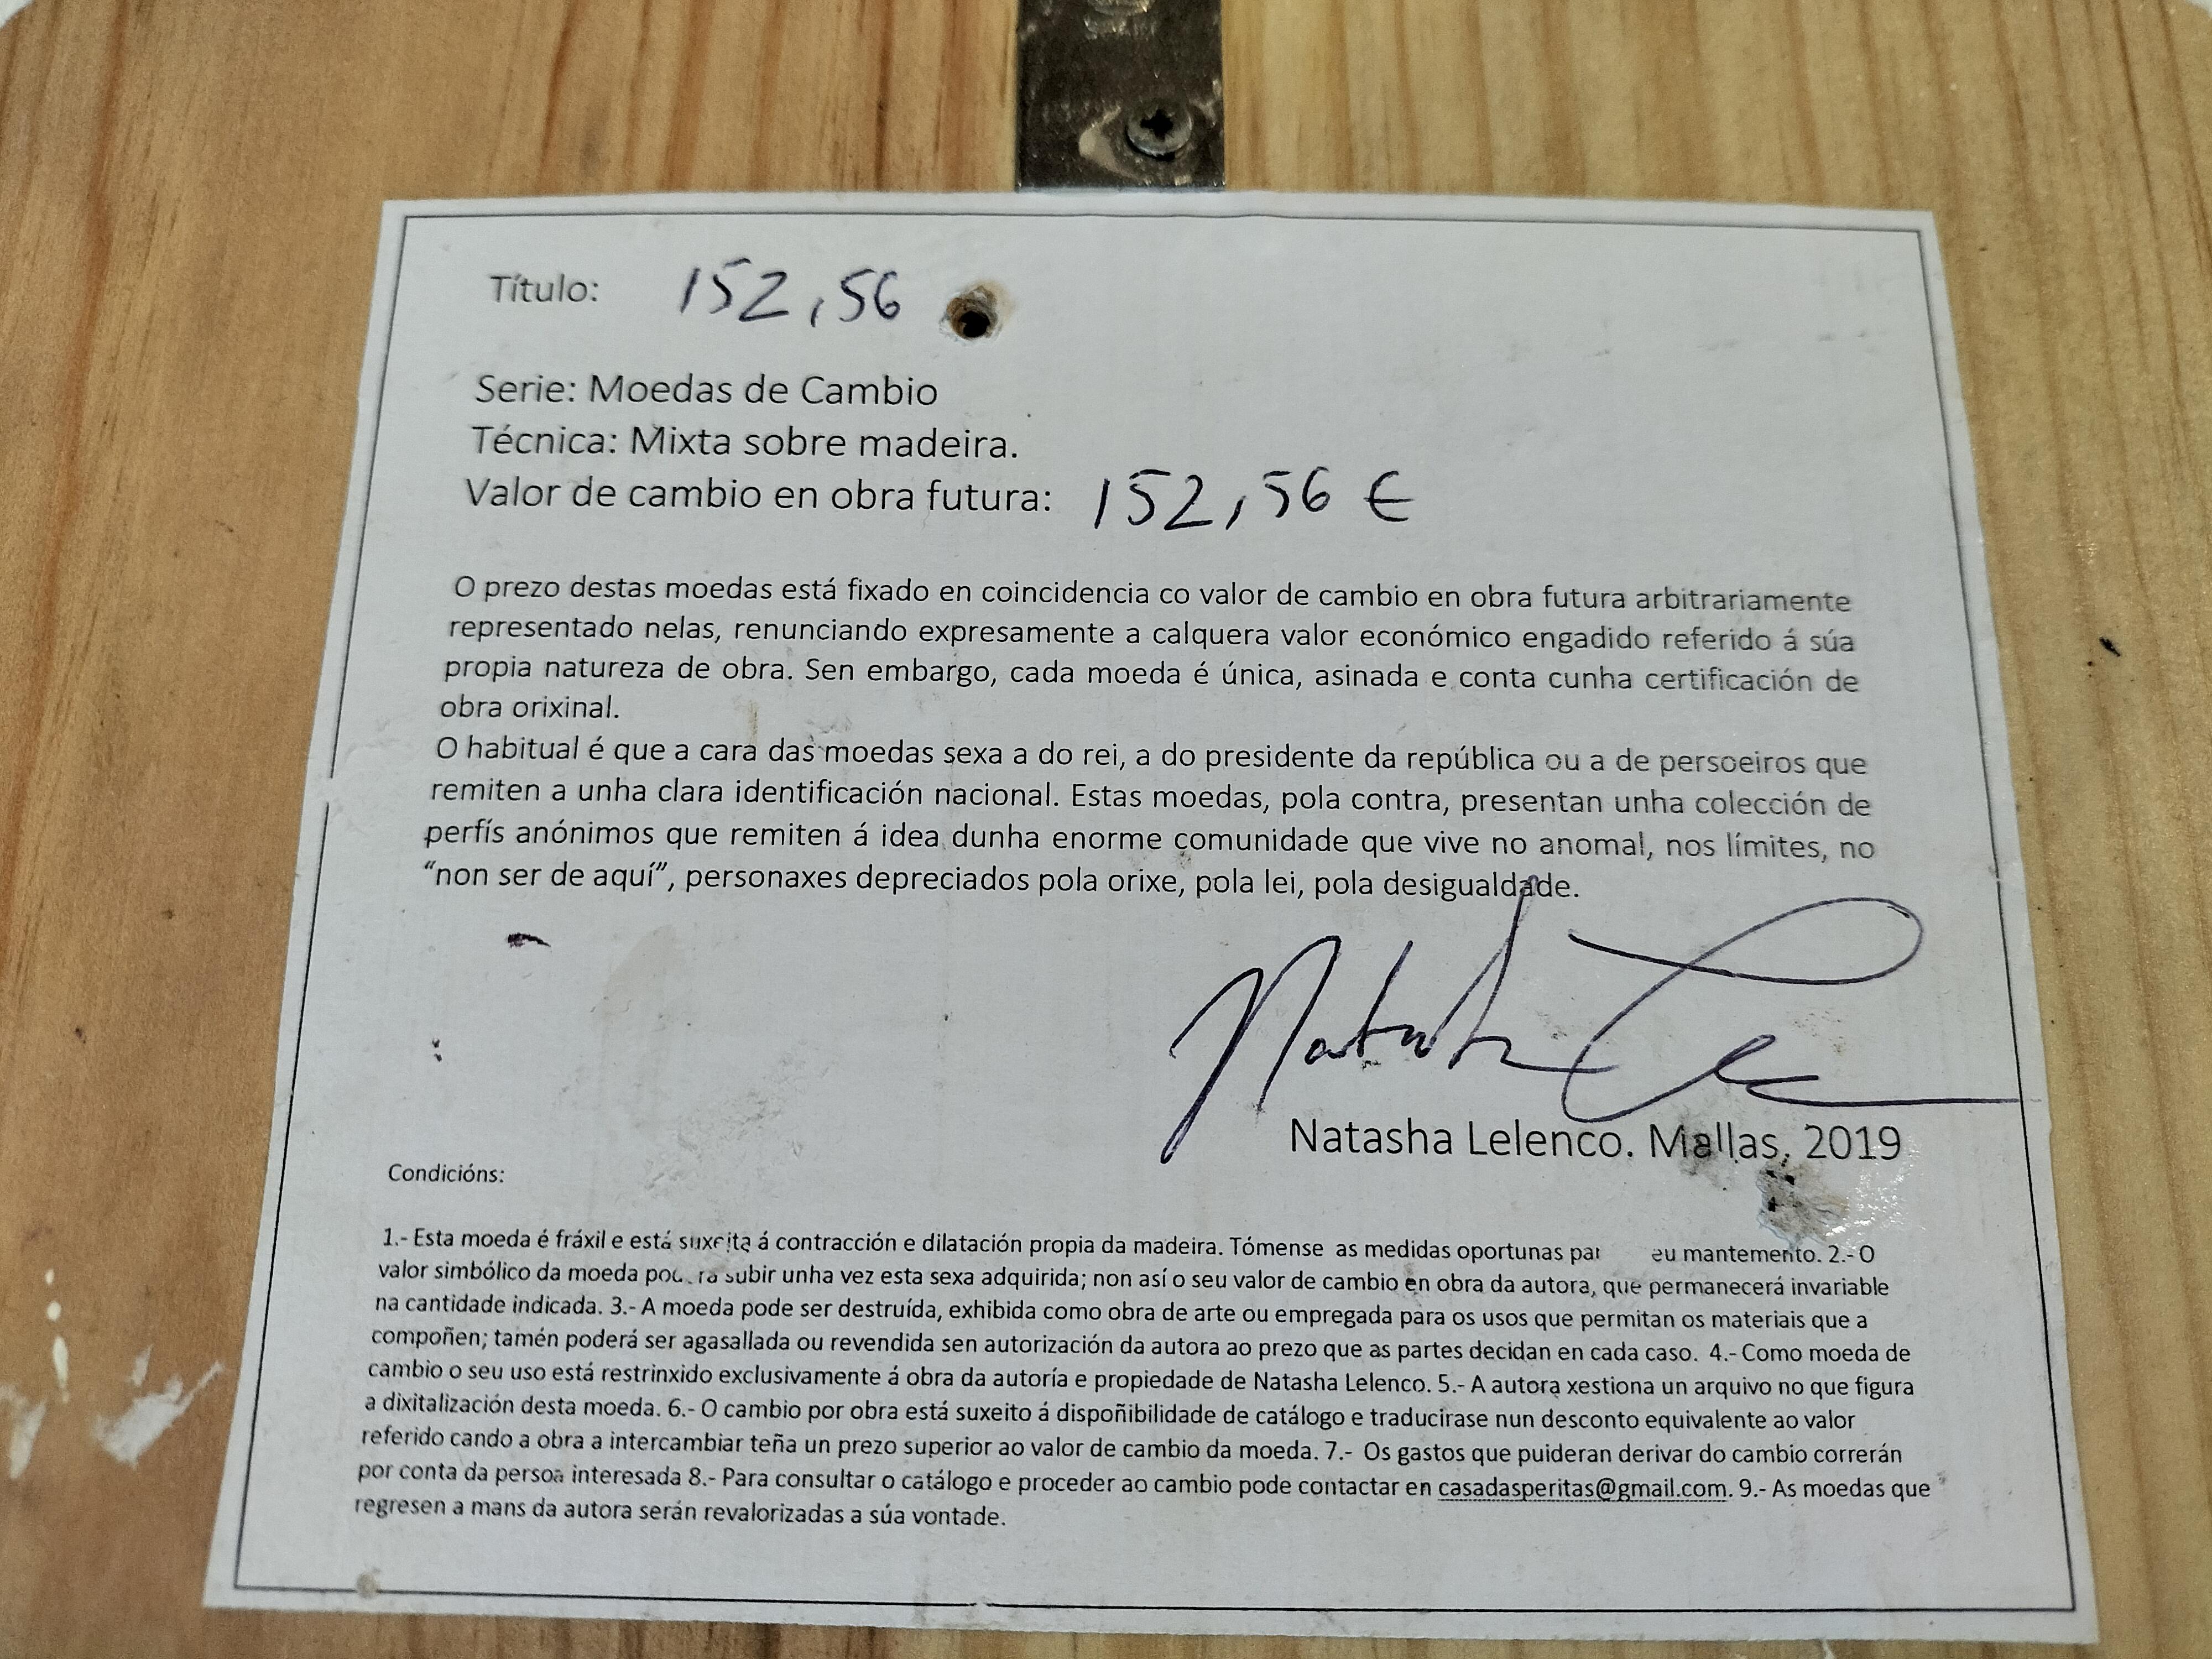 Título: 152,56
Serie: Moedas de Cambio
Técnica: Mixta sobre madeira.
Valor de cambio en obra futura: 152,56 €
O prezo destas moedas está fixado en coincidencia co valor de cambio en obra futura arbitrariamente
representado nelas, renunciando expresamente a calquera valor económico engadido referido á súa
propia natureza de obra. Sen embargo, cada moeda é única, asinada e conta cunha certificación de
obra orixinal.
O habitual é que a cara das moedas sexa a do rei, a do presidente da república ou a de persoeiros que
remiten a unha clara identificación nacional. Estas moedas, pola contra, presentan unha colección de
perfís anónimos que remiten á idea dunha enorme comunidade que vive no anomal, nos límites, no
“non ser de aquí”, personaxes depreciados pola orixe, pola lei, pola desigualdade.
Natasha Lelenco. Mallas, 2019
Condicións:
1.- Esta moeda é fráxil e está suxeita á contracción e dilatación propia da madeira. Tómense as medidas oportunas par eu mantemento. 2.- O
valor simbólico da moeda subir unha vez esta sexa adquirida; non así o seu valor de cambio en obra da autora, que permanecerá invariable
na cantidade indicada. 3.- A moeda pode ser destruída, exhibida como obra de arte ou empregada para os usos que permitan os materiais que a
compoñen; tamén poderá ser agasallada ou revendida sen autorización da autora ao prezo que as partes decidan en cada caso. 4.- Como moeda de
cambio o seu uso está restrinxido exclusivamente á obra da autoría e propiedade de Natasha Lelenco. 5.- A autora xestiona un arquivo no que figura
a dixitalización desta moeda. 6.- O cambio por obra está suxeito á dispoñibilidade de catálogo e traducirase nun desconto equivalente ao valor
referido cando a obra a intercambiar teña un prezo superior ao valor de cambio da moeda. 7.- Os gastos que puideran derivar do cambio correrán
por conta da persoa interesada 8.- Para consultar o catálogo e proceder ao cambio pode contactar en casadasperitas@gmail.com. 9.- As moedas que
regresen a mans da autora serán revalorizadas a súa vontade.